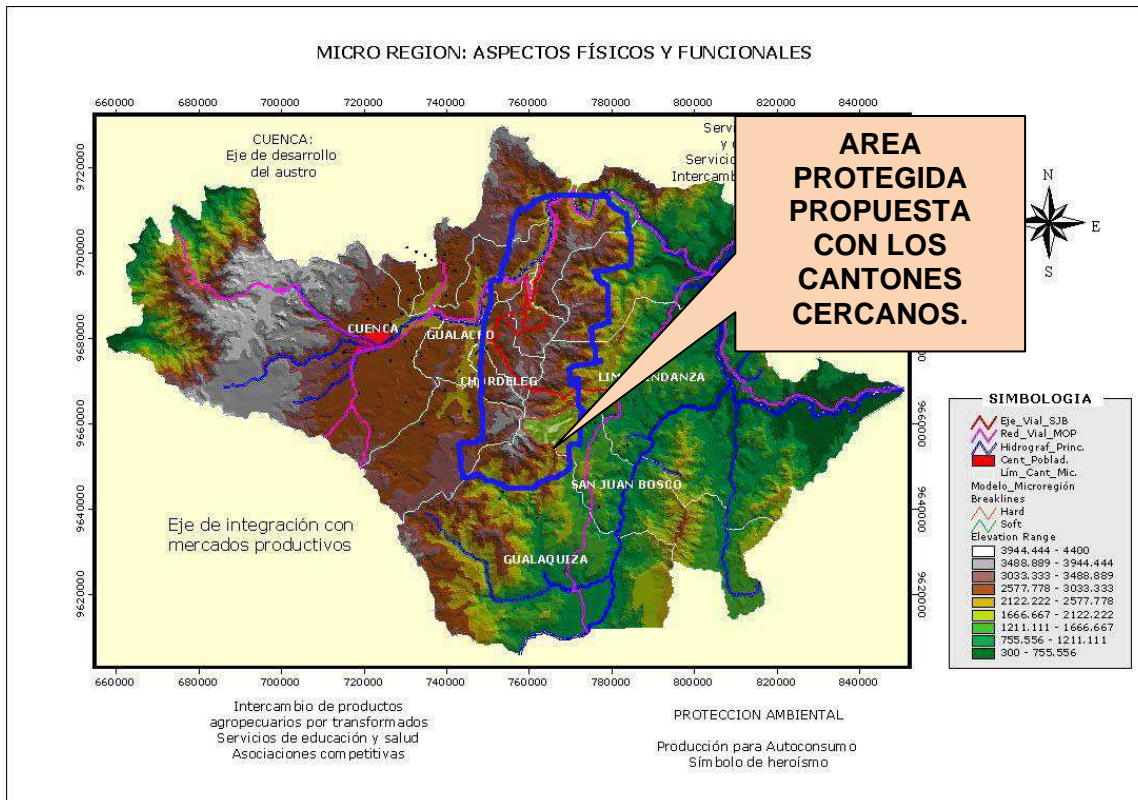 MICRO REGION: ASPECTOS FÍSICOS Y FUNCIONALES
660000 680000 700000 720000 740000 760000 780000 800000 820000 840000
CUENCA:
Eje de desarrollo
del austro
Servi
y
Servicio
Intercamb
AREA
PROTEGIDA
PROPUESTA
CON LOS
CANTONES
CERCANOS.
N
E
S
9720000
9700000
9680000
9660000
9640000
9620000
CUENCA
GUALACEO
CHORDELEG
SAN JUAN BOSCO
GUALAQUIZA
Eje de integración con
mercados productivos
9660000
9640000
9620000
SIMBOLOGIA
Eje_Vial_SJB
Red_Vial_MOP
Hidrograf_Princ.
Cent_Poblad.
Lím_Cant_Mic.
Modelo_Microregión
Breaklines
Hard
Soft
Elevation Range
3944.444 - 4400
3488.889 - 3944.444
3033.333 - 3488.889
2577.778 - 3033.333
2122.222 - 2577.778
1666.667 - 2122.222
1211.111 - 1666.667
755.556 - 1211.111
300 - 755.556
660000 680000 700000 720000 740000 760000 780000 800000 820000 840000
Intercambio de productos
agropecuarios por transformados
Servicios de educación y salud
Asociaciones competitivas
PROTECCION AMBIENTAL
Producción para Autoconsumo
Símbolo de heroísmo